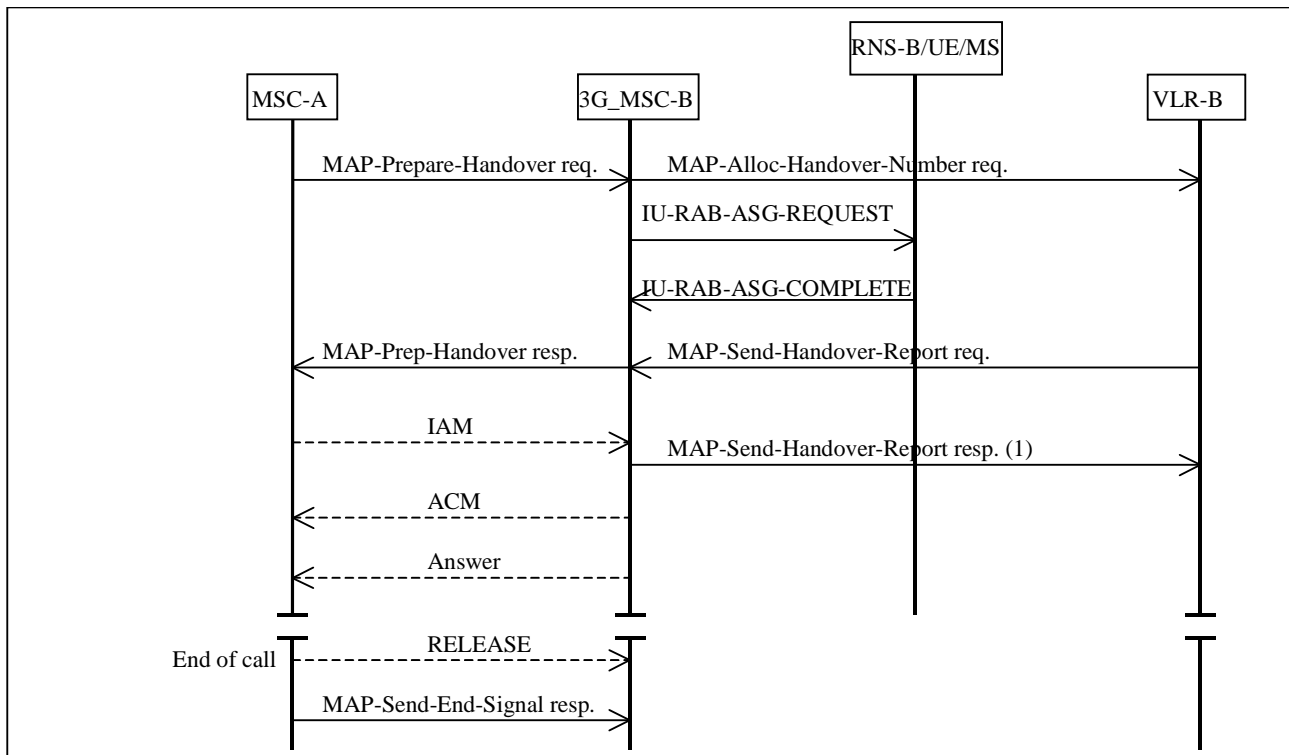 RNS-B/UE/MS
MSC-A
3G_MSC-B
VLR-B
MAP-Prepare-Handover req.
MAP-Alloc-Handover-Number req.
IU-RAB-ASG-REQUEST
IU-RAB-ASG-COMPLETE
MAP-Prep-Handover resp.
MAP-Send-Handover-Report req.
IAM
MAP-Send-Handover-Report resp. (1)
ACM
Answer
RELEASE
End of call
MAP-Send-End-Signal resp.